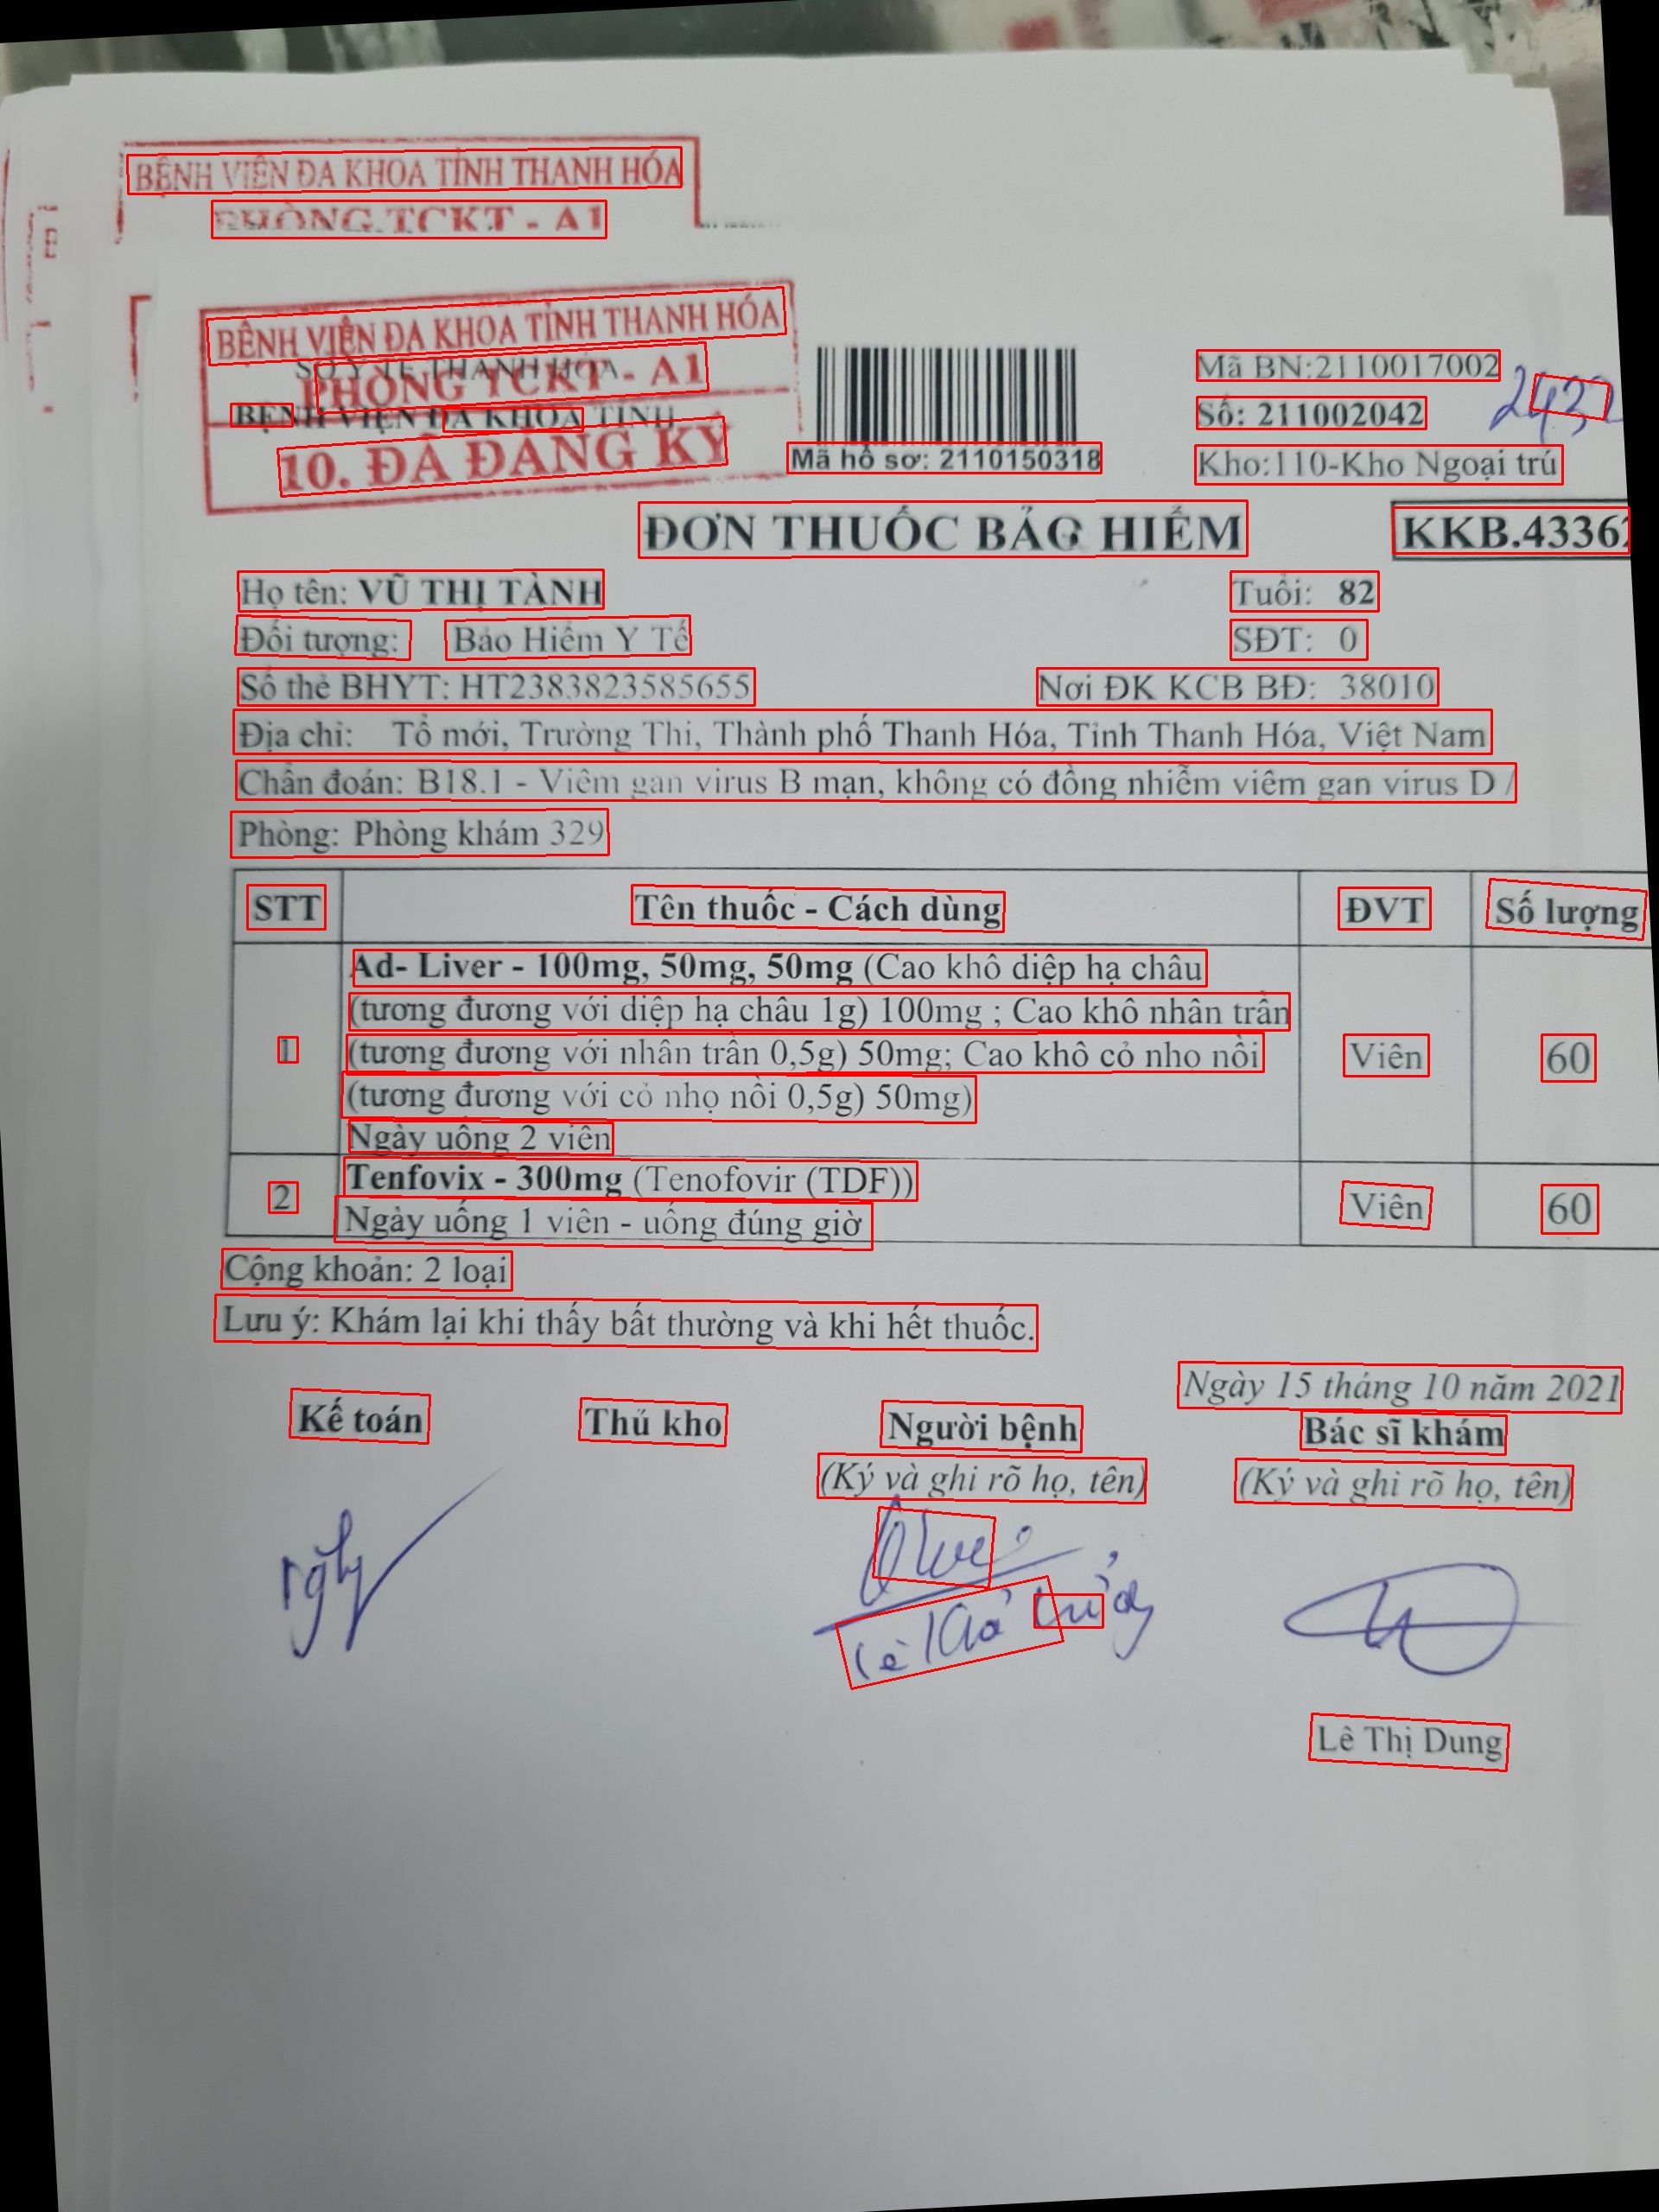 BỆNH VIỆN ĐA KHOA TỈNH THANH HÓA
PHÒNG TCKT - A1
BỆNH VIỆN ĐA KHOA TỈNH THANH HÓA
SỞ Y TẾ THANH HÓA
PHÒNG TCKT - A1
BỆNH VIỆN ĐA KHOA TỈNH
10. ĐÃ ĐĂNG KÝ
Mã hồ sơ: 2110150318
Mã BN:2110017002
Số: 211002042
Kho:110-Kho Ngoại trú
ĐƠN THUỐC BẢO HIỂM
KKB.4336
Họ tên: VŨ THỊ TÀNH Tuổi: 82
Đối tượng: Bảo Hiểm Y Tế SĐT: 0
Số thẻ BHYT: HT2383823585655 Nơi ĐK KCB BĐ: 38010
Địa chỉ: Tổ mới, Trường Thi, Thành phố Thanh Hóa, Tỉnh Thanh Hóa, Việt Nam
Chẩn đoán: B18.1 - Viêm gan virus B mạn, không có đồng nhiễm viêm gan virus D /
Phòng: Phòng khám 329
STT Tên thuốc - Cách dùng ĐVT Số lượng
Ad- Liver - 100mg, 50mg, 50mg (Cao khô diệp hạ châu
(tương đương với diệp hạ châu 1g) 100mg ; Cao khô nhân trần
1 (tương đương với nhân trần 0,5g) 50mg; Cao khô cỏ nhọ nồi Viên 60
(tương đương với cỏ nhọ nồi 0,5g) 50mg)
Ngày uống 2 viên
2 Tenfovix - 300mg (Tenofovir (TDF)) Viên 60
Ngày uống 1 viên - uống đúng giờ
Cộng khoản: 2 loại
Lưu ý: Khám lại khi thấy bất thường và khi hết thuốc.
Ngày 15 tháng 10 năm 2021
Kế toán Thủ kho Người bệnh Bác sĩ khám
(Ký và ghi rõ họ, tên) (Ký và ghi rõ họ, tên)
Lê Thị Dung